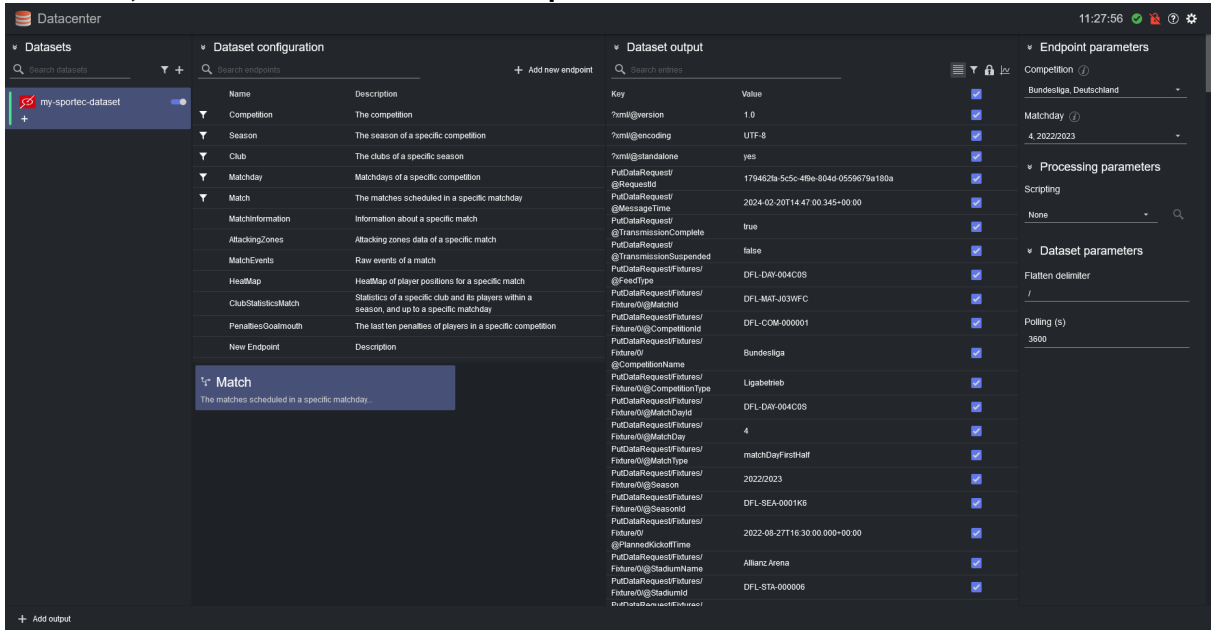 Datacenter
11:27:56
Datasets
Search datasets
my-sportec-dataset
+
Dataset configuration
Search endpoints
+ Add new endpoint
Name Description
Competition The competition
Season The season of a specific competition
Club The clubs of a specific season
Matchday Matchdays of a specific competition
Match The matches scheduled in a specific matchday
MatchInformation Information about a specific match
AttackingZones Attacking zones data of a specific match
MatchEvents Raw events of a match
HeatMap HeatMap of player positions for a specific match
ClubStatisticsMatch Statistics of a specific club and its players within a
season, and up to a specific matchday
PenaltiesGoalmouth The last ten penalties of players in a specific competition
New Endpoint Description
Match
The matches scheduled in a specific matchday...
Dataset output
Search entries
Key Value
?xml/@version 1.0
?xml/@encoding UTF-8
?xml/@standalone yes
PutDataRequest/
@RequestId 179462fa-5c5c-4f9e-804d-0559679a180a
PutDataRequest/
@MessageTime 2024-02-20T14:47:00.345+00:00
PutDataRequest/
@TransmissionComplete true
PutDataRequest/
@TransmissionSuspended false
PutDataRequest/Fixtures/
@FeedType DFL-DAY-004C0S
PutDataRequest/Fixtures/
Fixture/0/@MatchId DFL-MAT-J03WFC
PutDataRequest/Fixtures/
Fixture/0/@CompetitionId DFL-COM-000001
PutDataRequest/Fixtures/
Fixture/0/ Bundesliga
@CompetitionName
PutDataRequest/Fixtures/
Fixture/0/@CompetitionType Ligabetrieb
PutDataRequest/Fixtures/
Fixture/0/@MatchDayId DFL-DAY-004C0S
PutDataRequest/Fixtures/
Fixture/0/@MatchDay 4
PutDataRequest/Fixtures/
Fixture/0/@MatchType matchDayFirstHalf
PutDataRequest/Fixtures/
Fixture/0/@Season 2022/2023
PutDataRequest/Fixtures/
Fixture/0/@SeasonId DFL-SEA-0001K6
PutDataRequest/Fixtures/
Fixture/0/ 2022-08-27T16:30:00.000+00:00
@PlannedKickoffTime
PutDataRequest/Fixtures/
Fixture/0/@StadiumName Allianz Arena
PutDataRequest/Fixtures/
Fixture/0/@StadiumId DFL-STA-000006
PutDataRequest/Fixtures/
Endpoint parameters
Competition
Bundesliga, Deutschland
Matchday
4, 2022/2023
Processing parameters
Scripting
None
Dataset parameters
Flatten delimiter
/
Polling (s)
3600
+ Add output